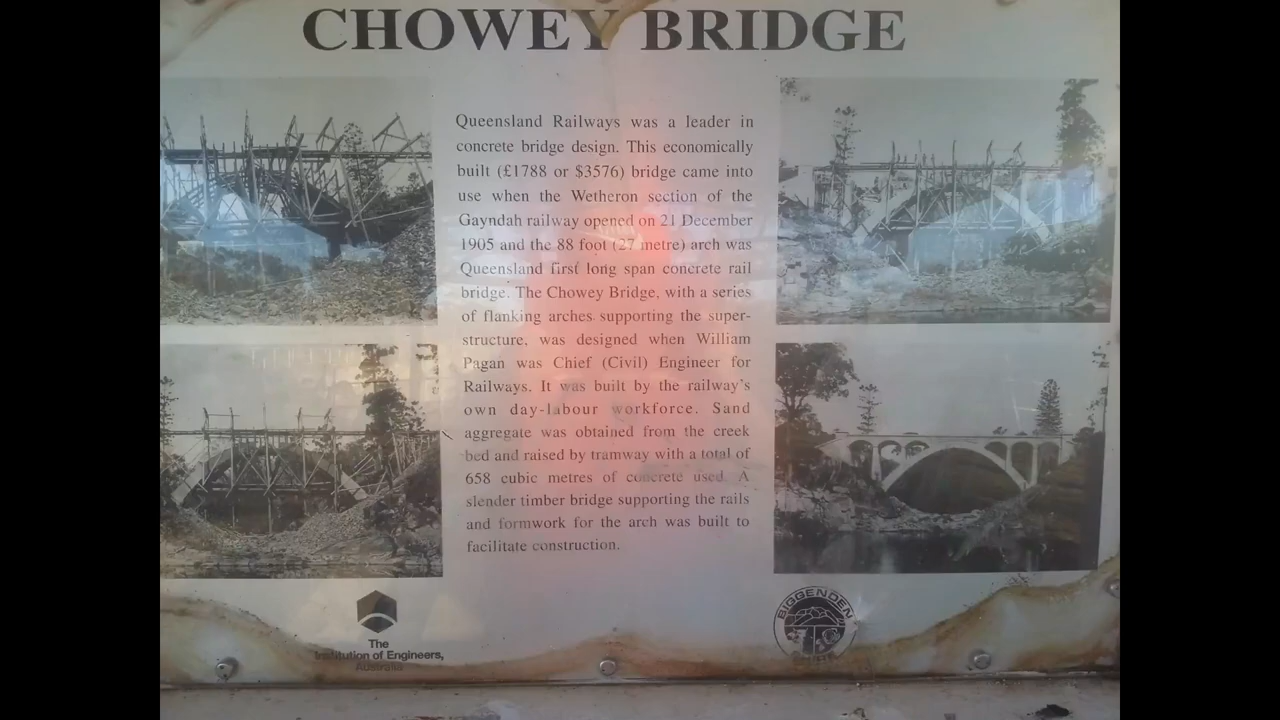 CHOWEY BRIDGE
Queensland Railways was a leader in
concrete bridge design. This economically
built (£1788 or $3576) bridge came into
use when the Wetheron section of the
Gayndah railway opened on 21 December
1905 and the 88 foot (27 metre) arch was
Queensland first long span concrete rail
bridge. The Chowey Bridge, with a series
of flanking arches supporting the super-
structure, was designed when William
Pagan was Chief (Civil) Engineer for
Railways. It was built by the railway's
own day-labour workforce. Sand
aggregate was obtained from the creek
bed and raised by tramway with a total of
658 cubic metres of concrete used. A
slender timber bridge supporting the rails
and formwork for the arch was built to
facilitate construction.
The
Institution of Engineers,
Australia
BIGGENDEN
SHIRE